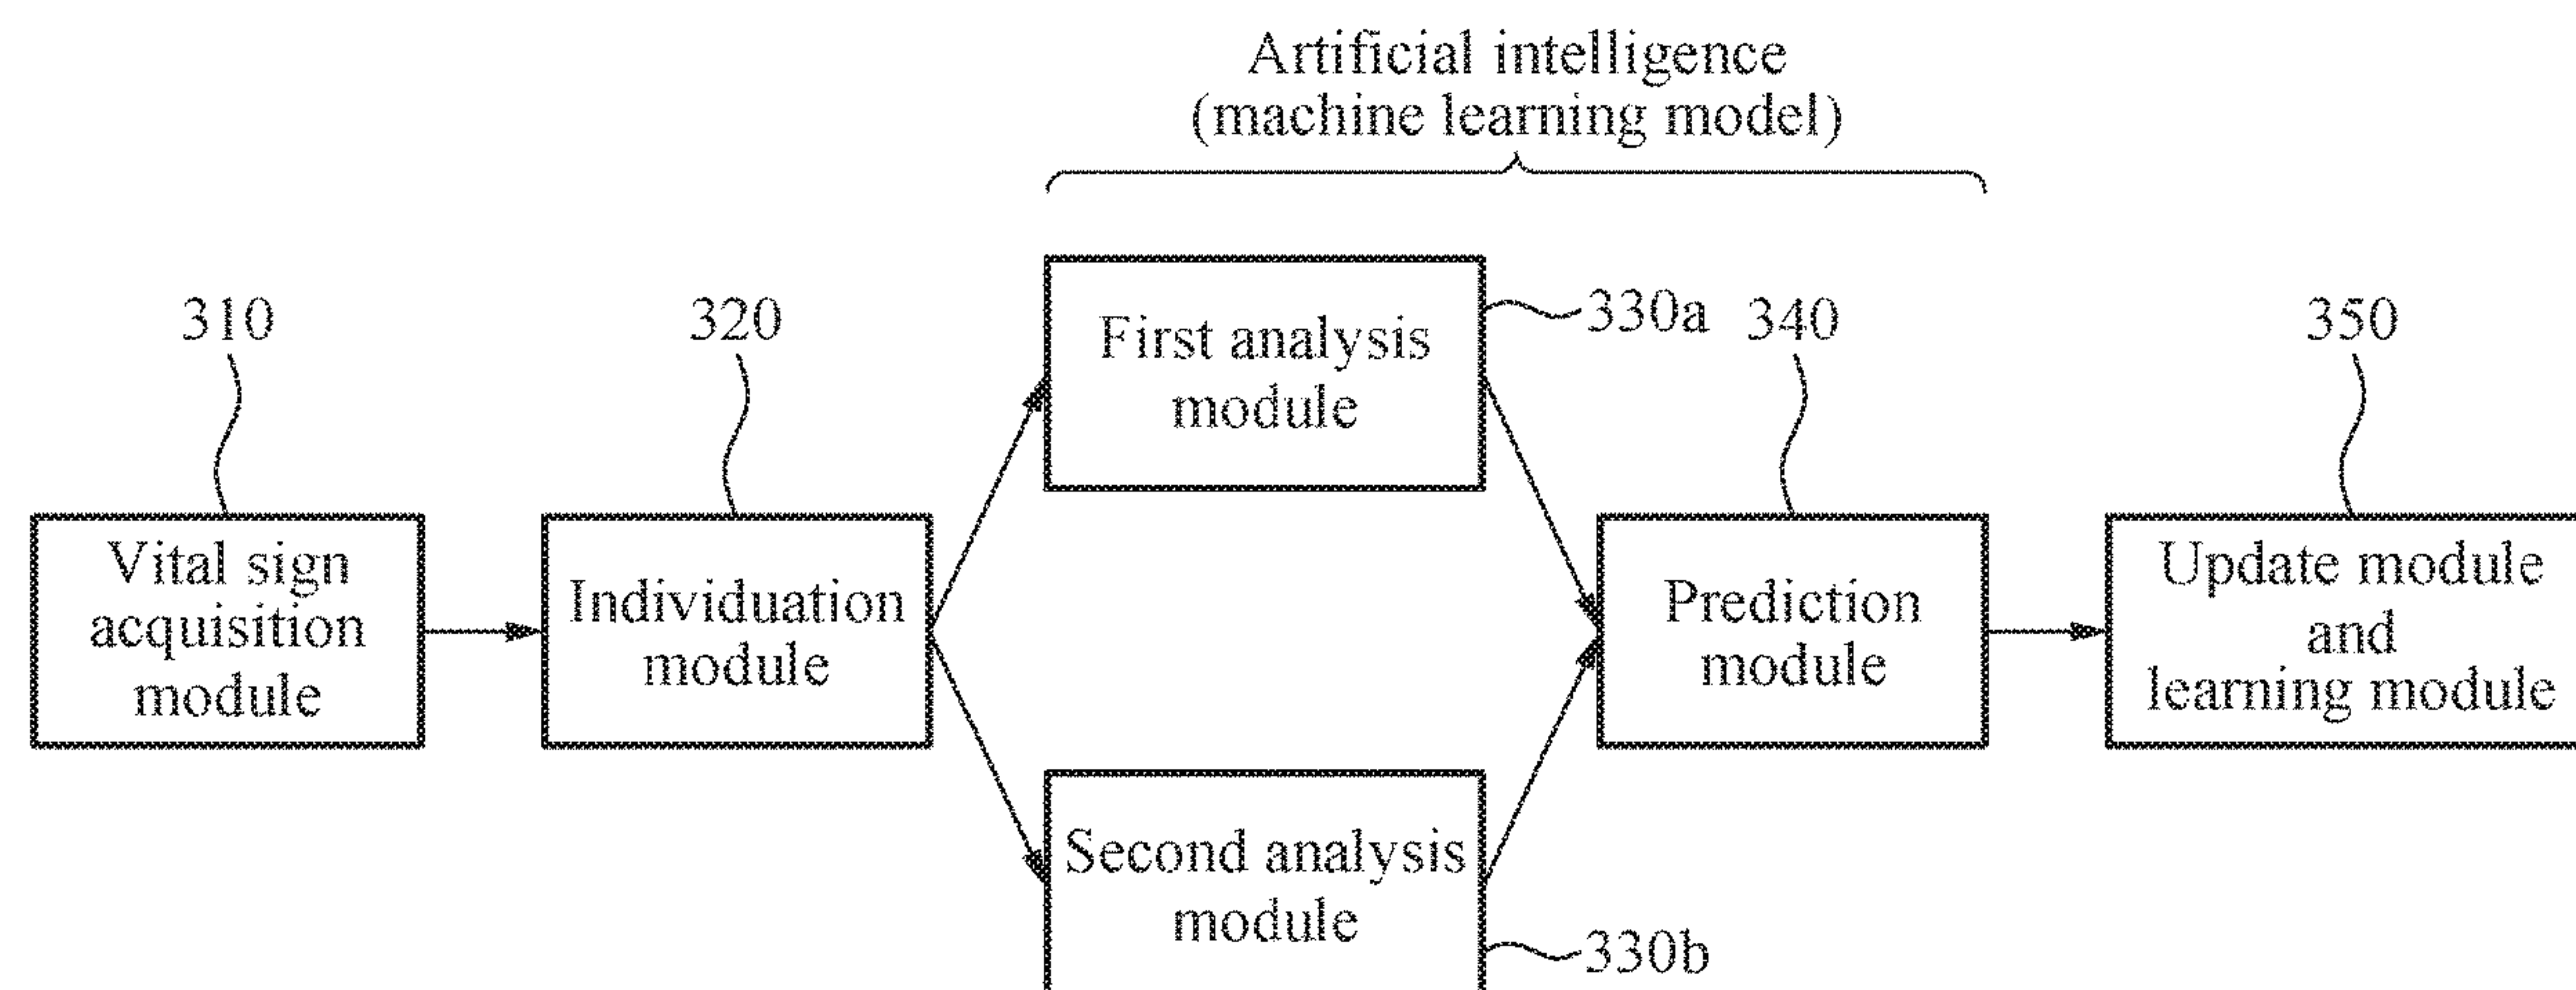 Artificial intelligence
(machine learning model)
310
320
330a
340
350
First analysis
module
Vital sign
acquisition
module
Individuation
module
Prediction
module
Update module
and
learning module
Second analysis
module
330b